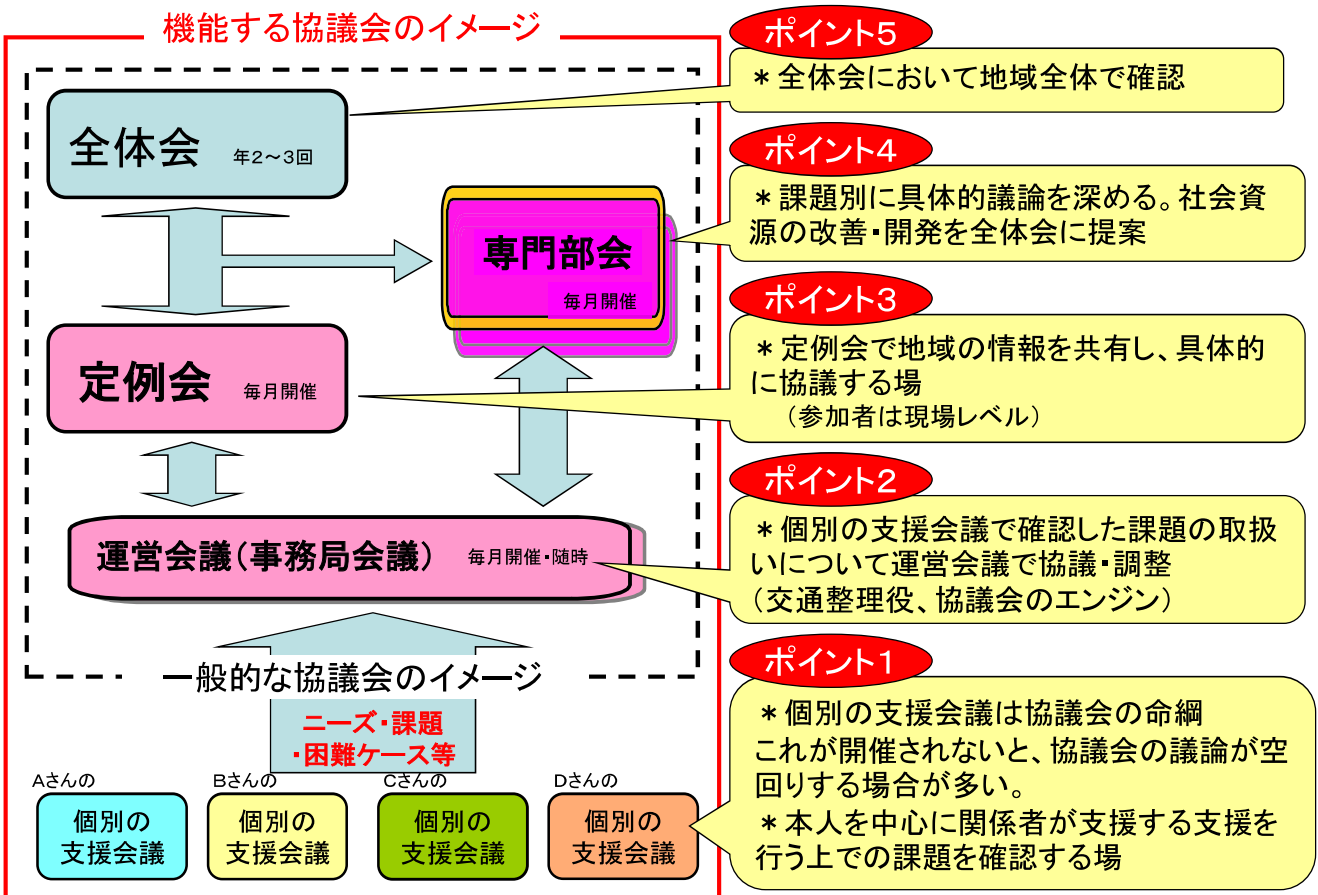 機能する協議会のイメージ
全体会 年2～3回
専門部会
毎月開催
定例会 毎月開催
運営会議（事務局会議） 毎月開催・随時
一般的な協議会のイメージ
ニーズ・課題
・困難ケース等
Aさんの
個別の
支援会議
Bさんの
個別の
支援会議
Cさんの
個別の
支援会議
Dさんの
個別の
支援会議
ポイント5
＊全体会において地域全体で確認
ポイント4
＊課題別に具体的議論を深める。社会資
源の改善・開発を全体会に提案
ポイント3
＊定例会で地域の情報を共有し、具体的
に協議する場
（参加者は現場レベル）
ポイント2
＊個別の支援会議で確認した課題の取扱
いについて運営会議で協議・調整
（交通整理役、協議会のエンジン）
ポイント1
＊個別の支援会議は協議会の命綱
これが開催されないと、協議会の議論が空
回りする場合が多い。
＊本人を中心に関係者が支援する支援を
行う上での課題を確認する場